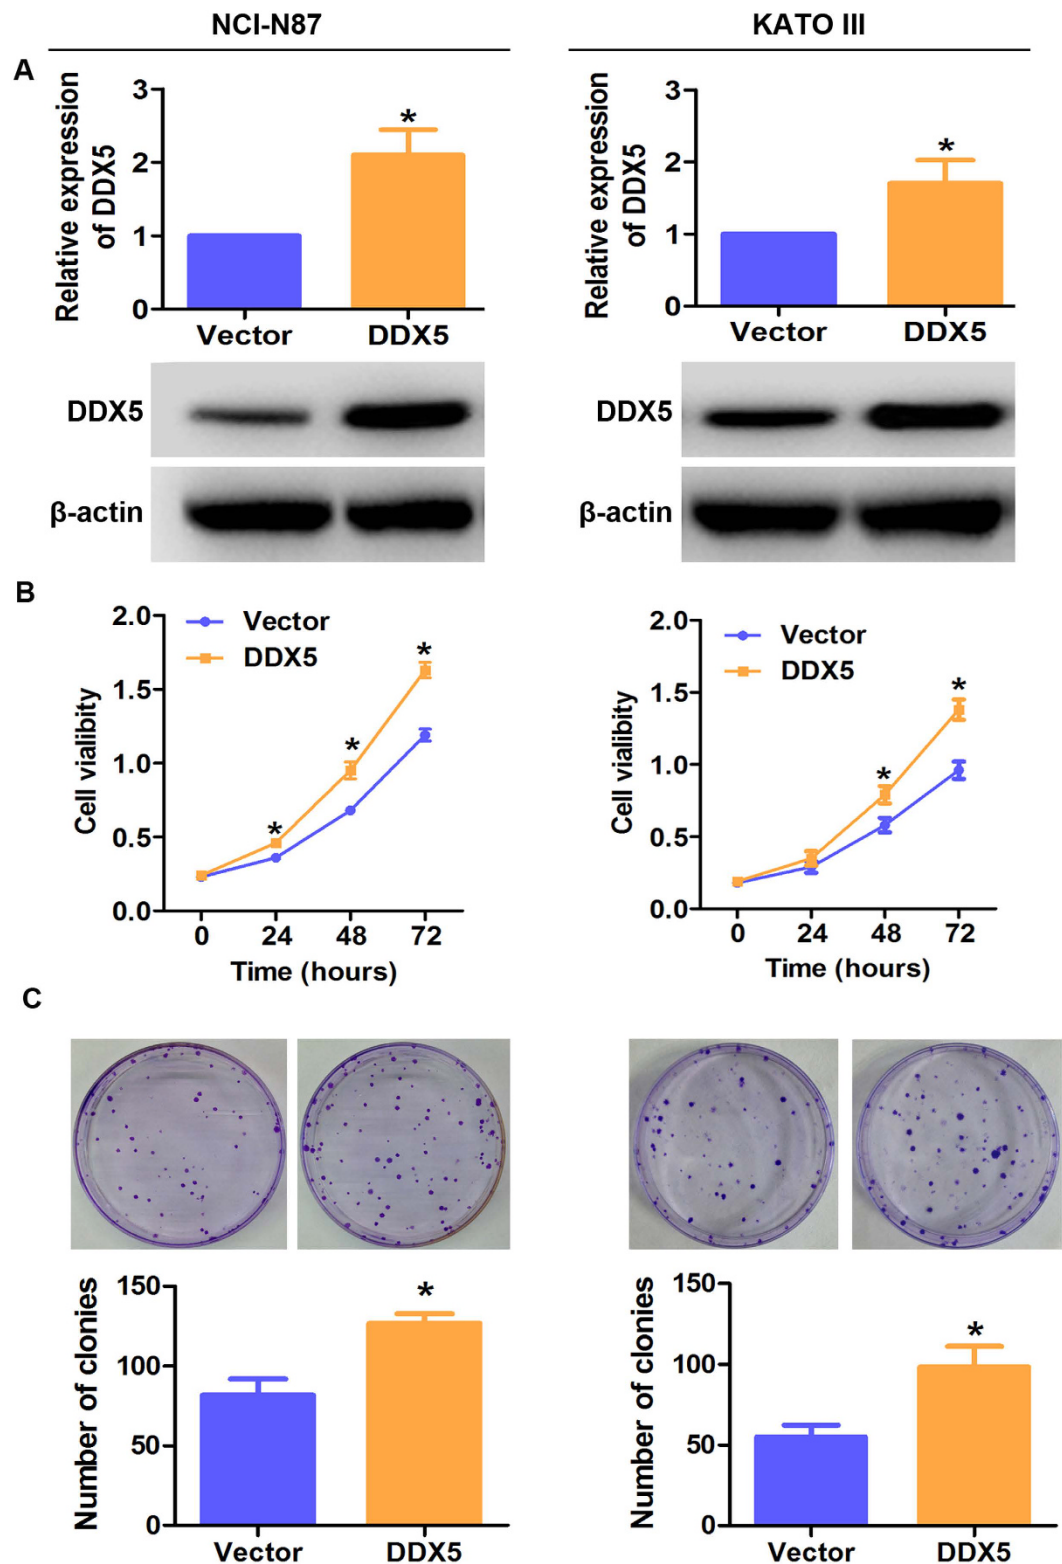 NCI-N87
KATO III
A
Relative expression
of DDX5
3
2
1
0
*
Vector
DDX5
Relative expression
of DDX5
3
2
1
0
*
Vector
DDX5
DDX5
β-actin
DDX5
β-actin
B
Cell vialibity
2.0
1.5
1.0
0.5
0.0
Vector
DDX5
*
*
*
0
24
48
72
Time (hours)
Cell vialibity
2.0
1.5
1.0
0.5
0.0
Vector
DDX5
*
*
0
24
48
72
Time (hours)
C
Number of clonies
150
100
50
0
*
Vector
DDX5
Number of clonies
150
100
50
0
*
Vector
DDX5